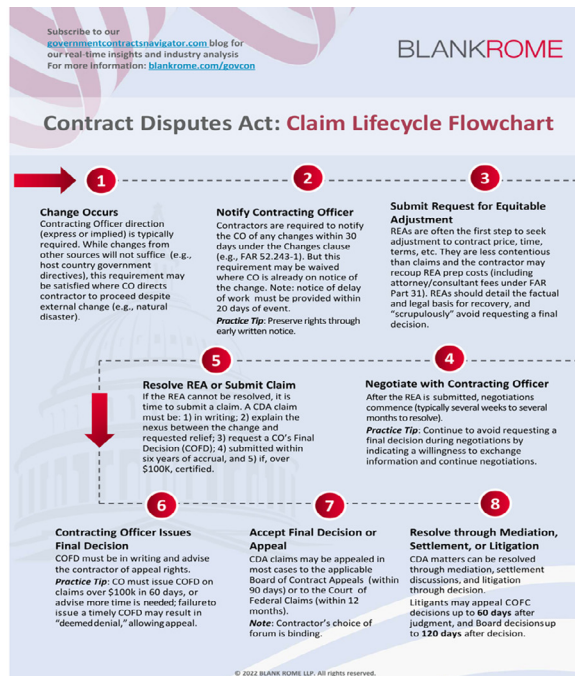 Subscribe to our
governmentcontractsnavigator.com blog for
our real-time insights and industry analysis
For more information: blankrome.com/govcon
BLANKROME
Contract Disputes Act: Claim Lifecycle Flowchart
1
Change Occurs
Contracting Officer direction
(express or implied) is typically
required. While changes from
other sources will not suffice (e.g.,
host country government
directives), this requirement may
be satisfied where CO directs
contractor to proceed despite
external change (e.g., natural
disaster).
2
Notify Contracting Officer
Contractors are required to notify
the CO of any changes within 30
days under the Changes clause
(e.g., FAR 52.243-1). But this
requirement may be waived
where CO is already on notice of
the change. Note: notice of delay
of work must be provided within
20 days of event.
Practice Tip: Preserve rights through
early written notice.
3
Submit Request for Equitable
Adjustment
REAs are often the first step to seek
adjustment to contract price, time,
terms, etc. They are less contentious
than claims and the contractor may
recoup REA prep costs (including
attorney/consultant fees under FAR
Part 31). REAs should detail the factual
and legal basis for recovery, and
"scrupulously" avoid requesting a final
decision.
4
Negotiate with Contracting Officer
After the REA is submitted, negotiations
commence (typically several weeks to several
months to resolve).
Practice Tip: Continue to avoid requesting a
final decision during negotiations by
indicating a willingness to exchange
information and continue negotiations.
5
Resolve REA or Submit Claim
If the REA cannot be resolved, it is
time to submit a claim. A CDA claim
must be: 1) in writing; 2) explain the
nexus between the change and
requested relief; 3) request a CO's Final
Decision (COFD); 4) submitted within
six years of accrual, and 5) if, over
$100K, certified.
6
Contracting Officer Issues
Final Decision
COFD must be in writing and advise
the contractor of appeal rights.
Practice Tip: CO must issue COFD on
claims over $100k in 60 days, or
advise more time is needed; failure to
issue a timely COFD may result in
"deemed denial," allowing appeal.
7
Accept Final Decision or
Appeal
CDA claims may be appealed in
most cases to the applicable
Board of Contract Appeals (within
90 days) or to the Court of
Federal Claims (within 12
months).
Note: Contractor's choice of
forum is binding.
8
Resolve through Mediation,
Settlement, or Litigation
CDA matters can be resolved
through mediation, settlement
discussions, and litigation
through decision.
Litigants may appeal COFC
decisions up to 60 days after
judgment, and Board decisions up
to 120 days after decision.
© 2022 BLANK ROME LLP. All rights reserved.